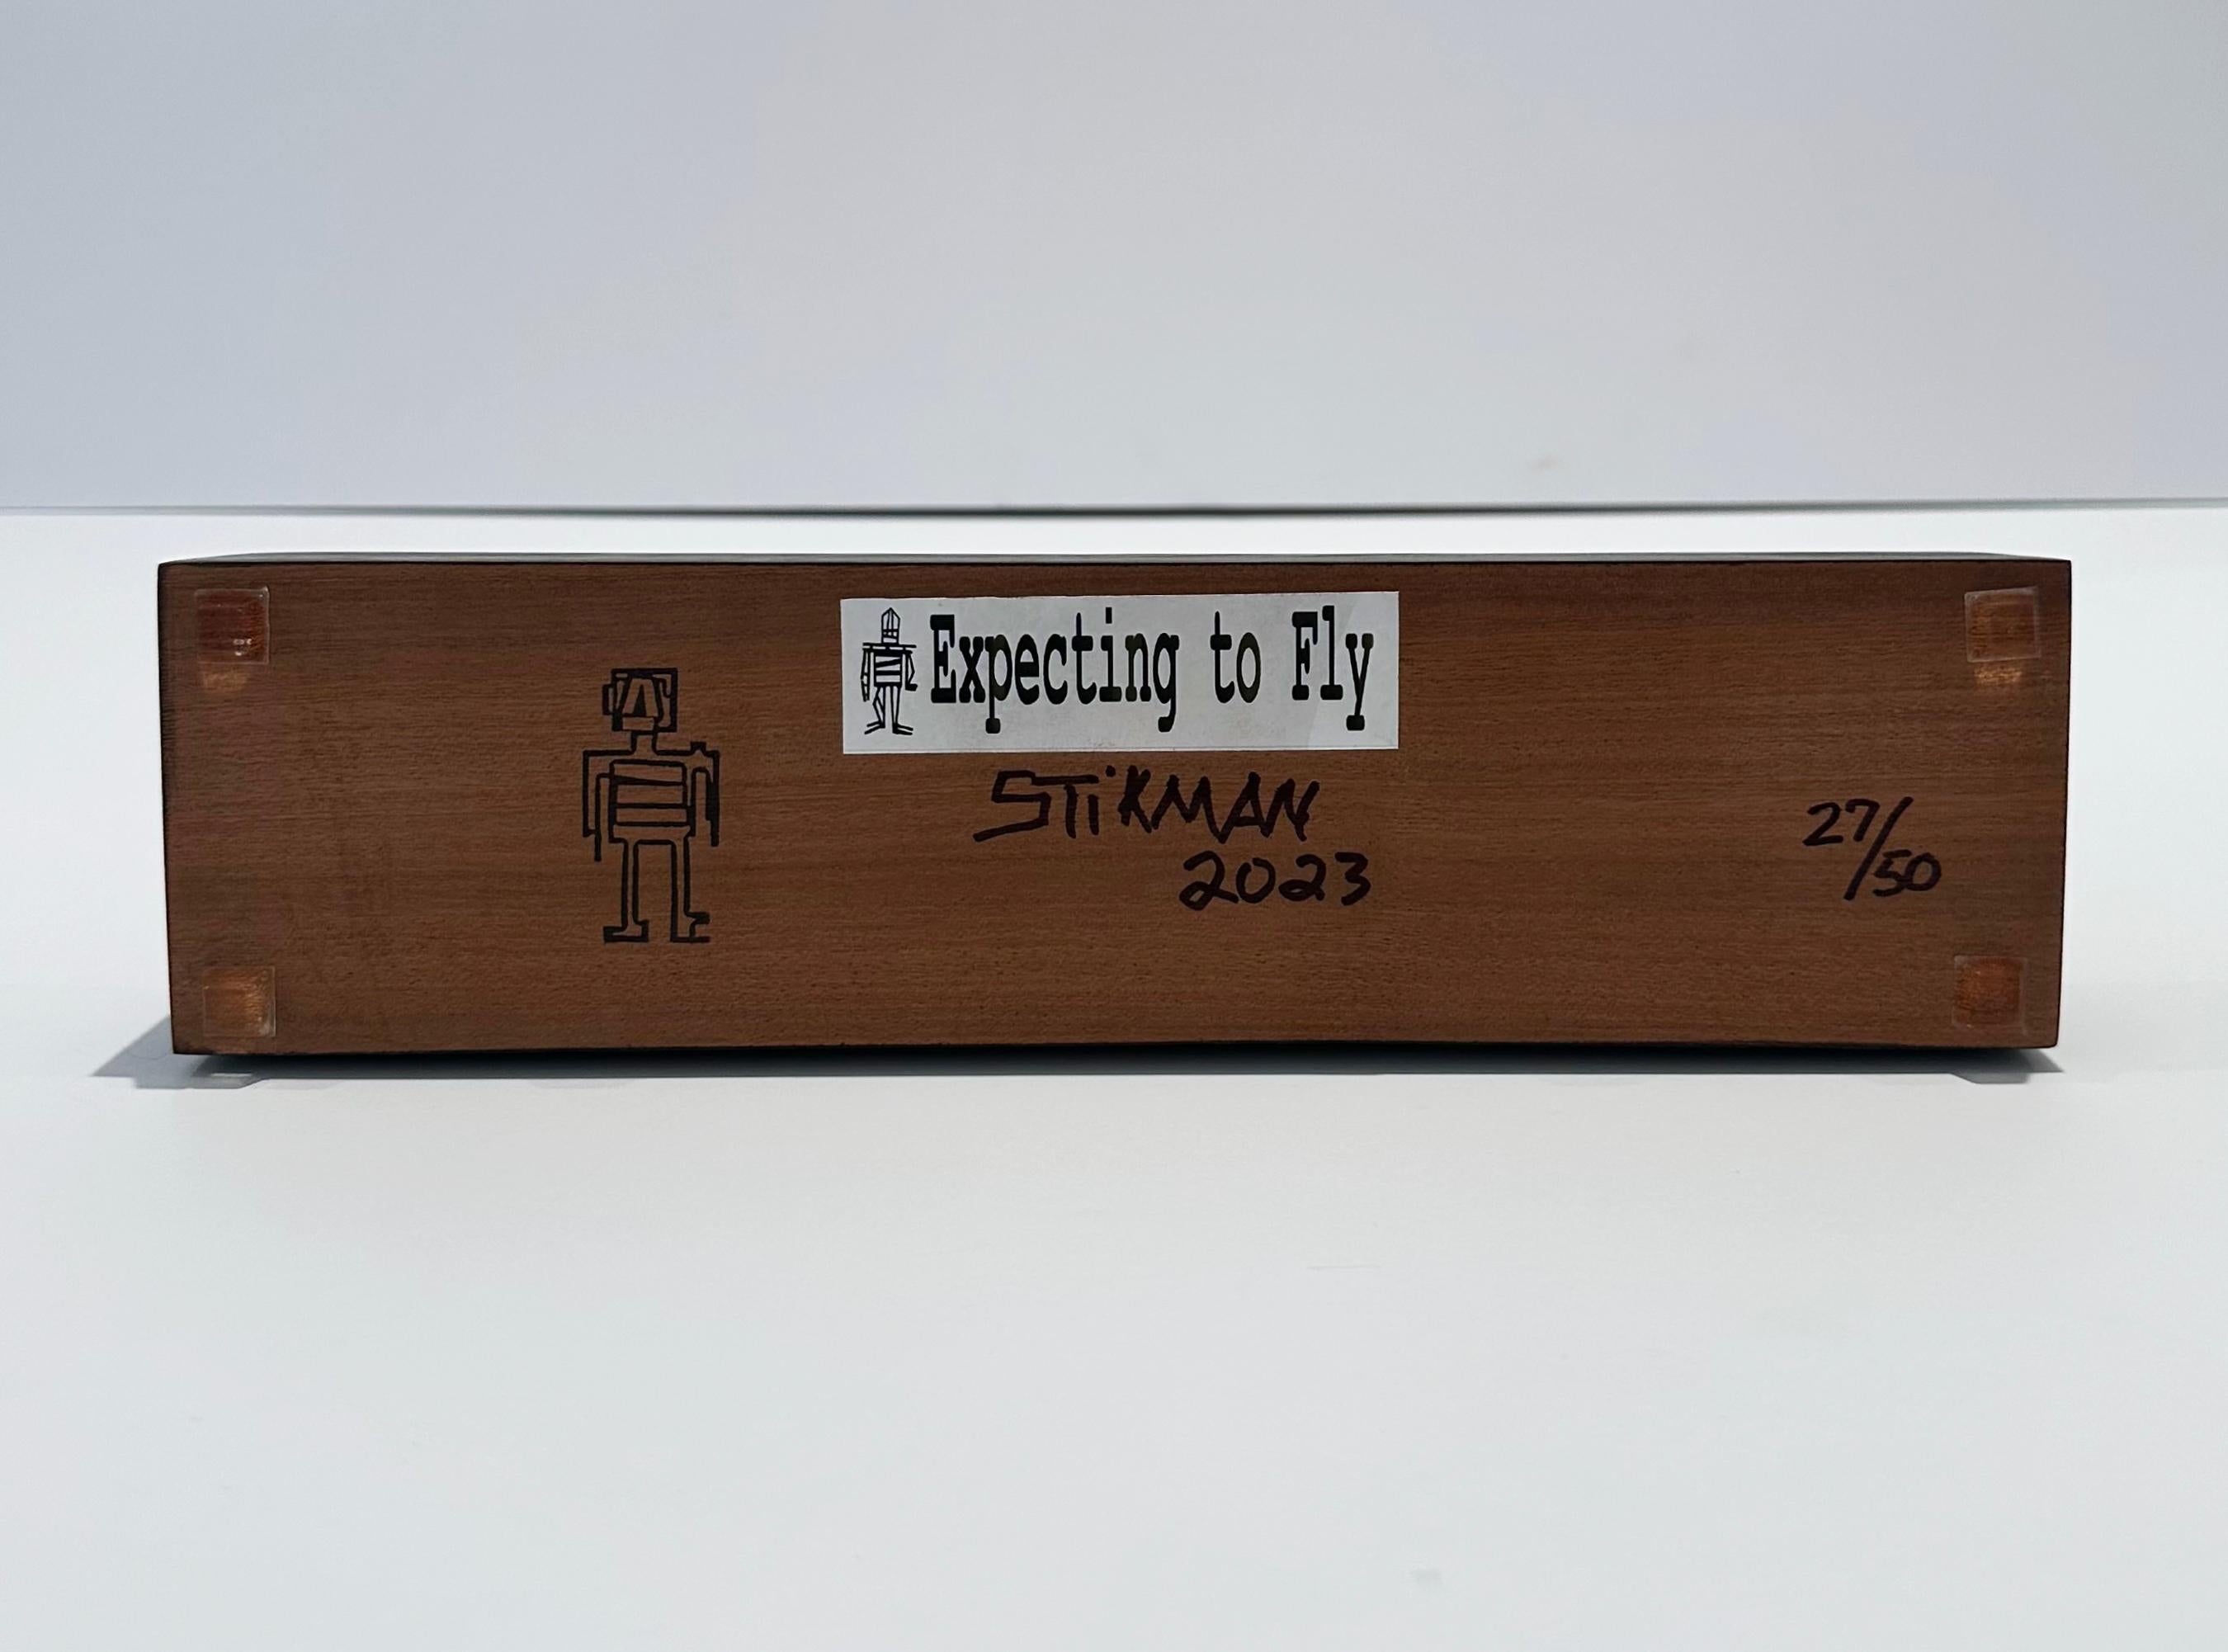 Expecting to Fly
STiKMAN
2023
27/50